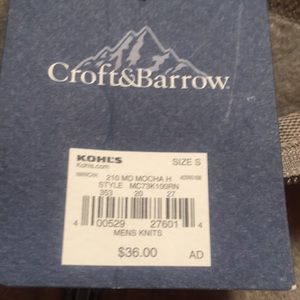 Croft&Barrow
KOHL'S
Kohls.com
SIZE S
210 MD MOCHA H
STYLE MC73K100RN
353 20 27
4 00529 27601 4
MENS KNITS
$36.00 AD